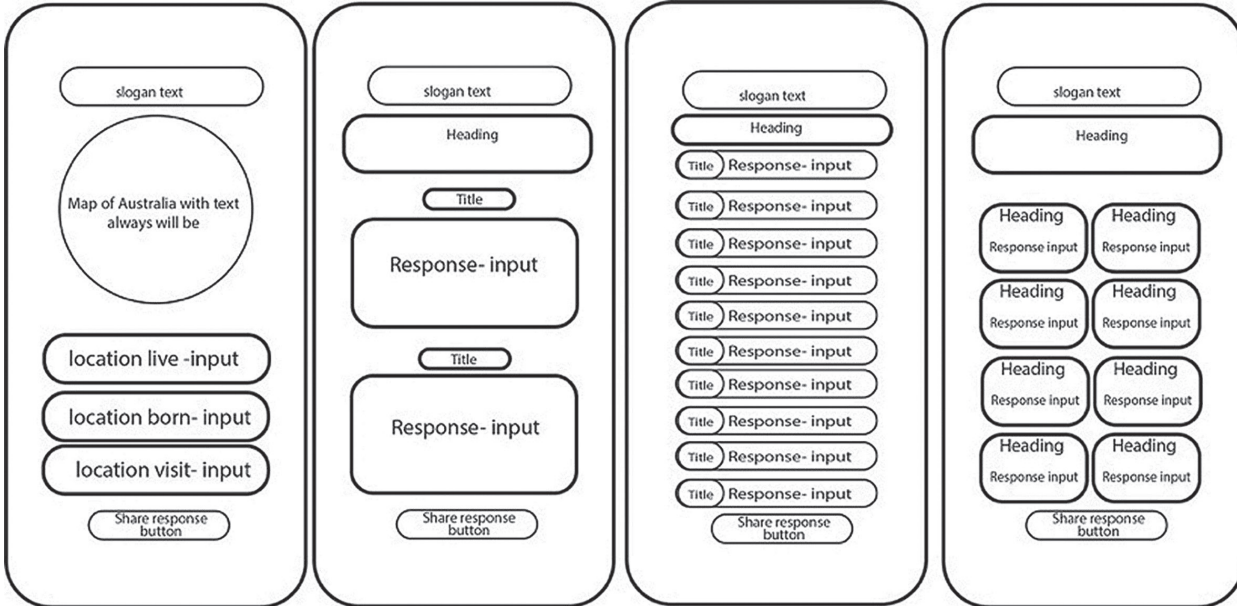 slogan text
Map of Australia with text
always will be
location live -input
location born- input
location visit- input
Share response
button
slogan text
Heading
Title
Response- input
Title
Response- input
Share response
button
slogan text
Heading
Title Response- input
Title Response- input
Title Response- input
Title Response- input
Title Response- input
Title Response- input
Title Response- input
Title Response- input
Title Response- input
Title Response- input
Share response
button
slogan text
Heading
Heading Heading
Response input Response input
Heading Heading
Response input Response input
Heading Heading
Response input Response input
Heading Heading
Response input Response input
Share response
button